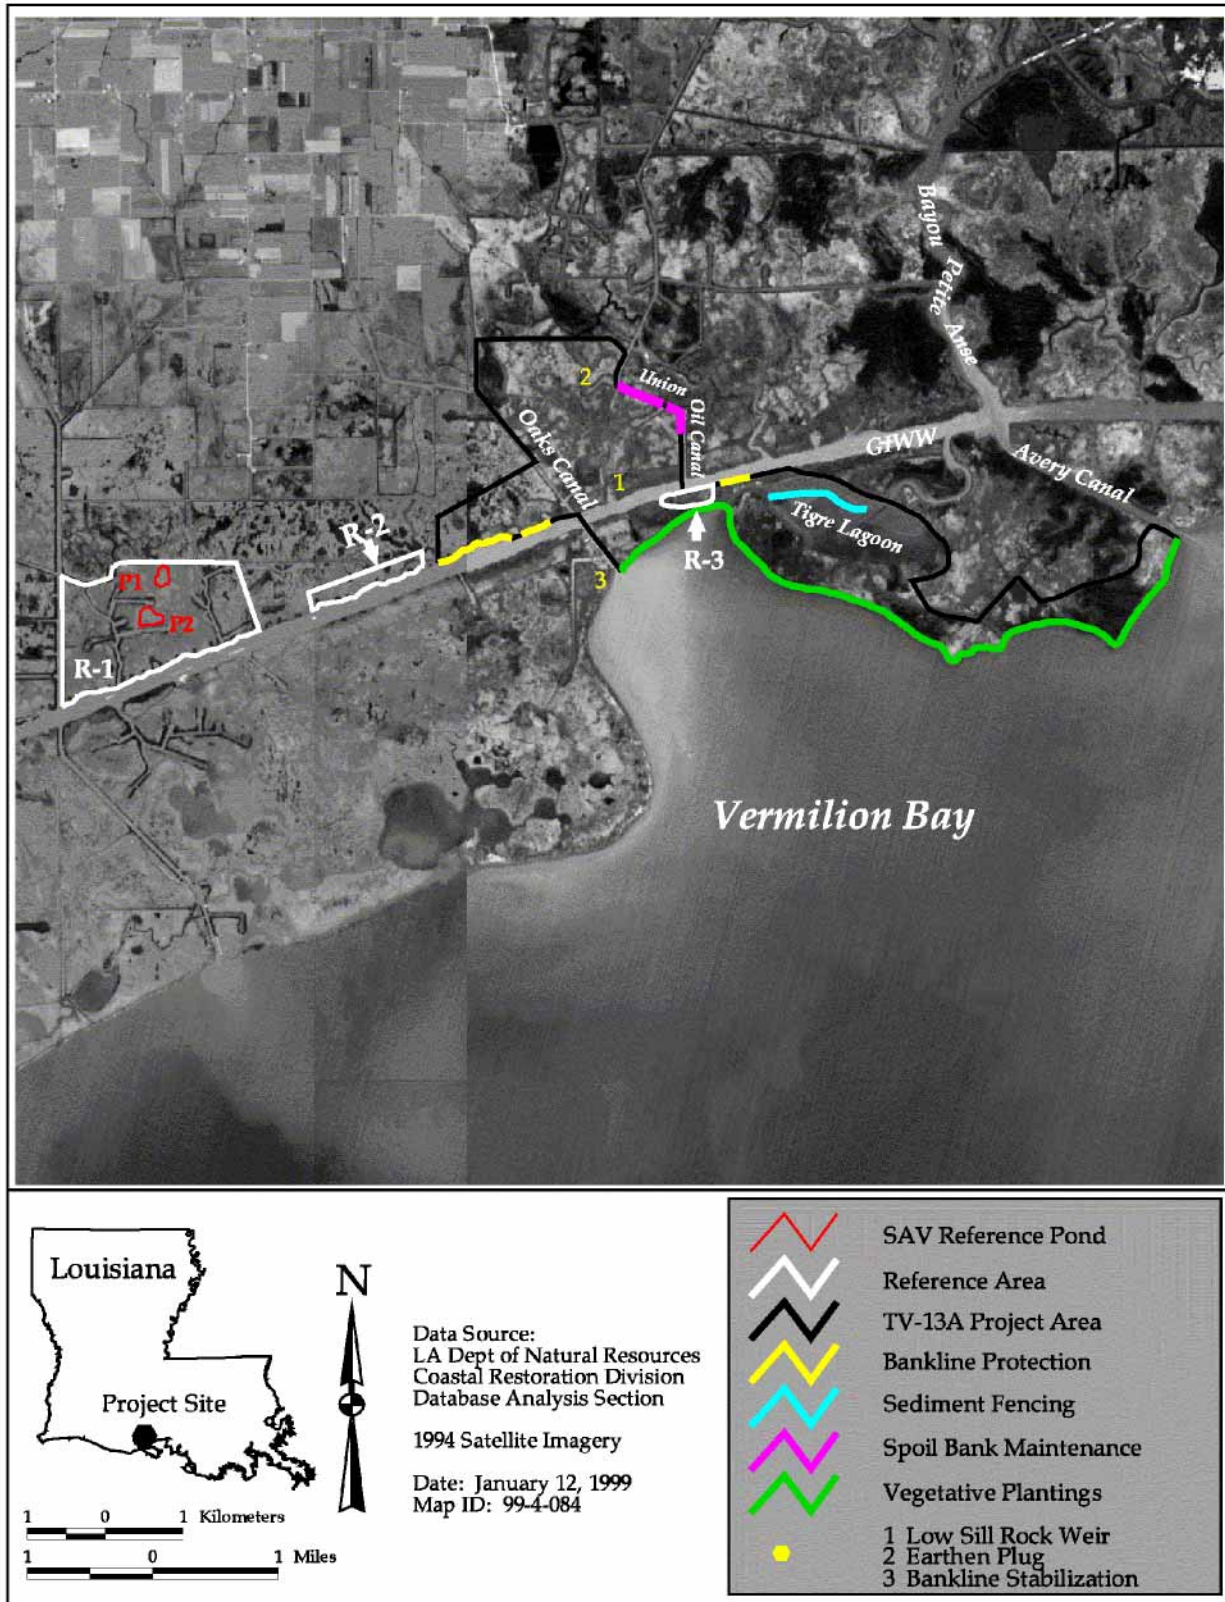 Bayou Petite Anse
2
Union Oil Canal
Oaks Canal
1
GIWW
Avery Canal
Tigre Lagoon
R-2
R-3
3
P1
P2
R-1
Vermilion Bay
Louisiana
Project Site
1 0 1 Kilometers
1 0 1 Miles
N
Data Source:
LA Dept of Natural Resources
Coastal Restoration Division
Database Analysis Section
1994 Satellite Imagery
Date: January 12, 1999
Map ID: 99-4-084
SAV Reference Pond
Reference Area
TV-13A Project Area
Bankline Protection
Sediment Fencing
Spoil Bank Maintenance
Vegetative Plantings
1 Low Sill Rock Weir
2 Earthen Plug
3 Bankline Stabilization